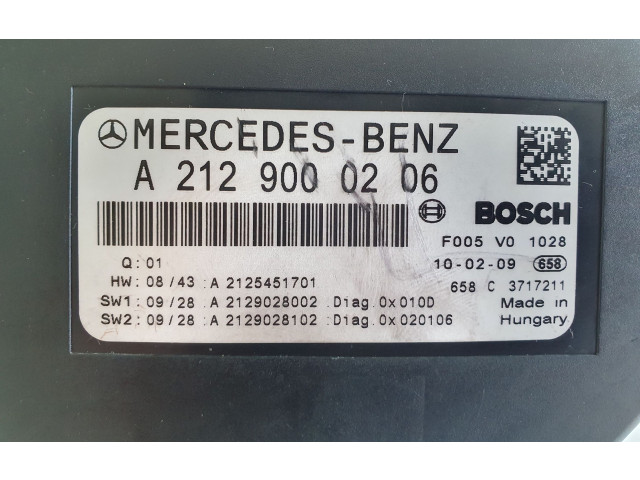 MERCEDES-BENZ
A 212 900 02 06
BOSCH
F005 V0 1028
Q: 01
10-02-09 658
HW: 08/43 :A 2125451701
658 C 3717211
SW1: 09/28 :A 2129028002 :Diag.0x010D
Made in
SW2: 09/28 :A 2129028102 :Diag.0x020106
Hungary